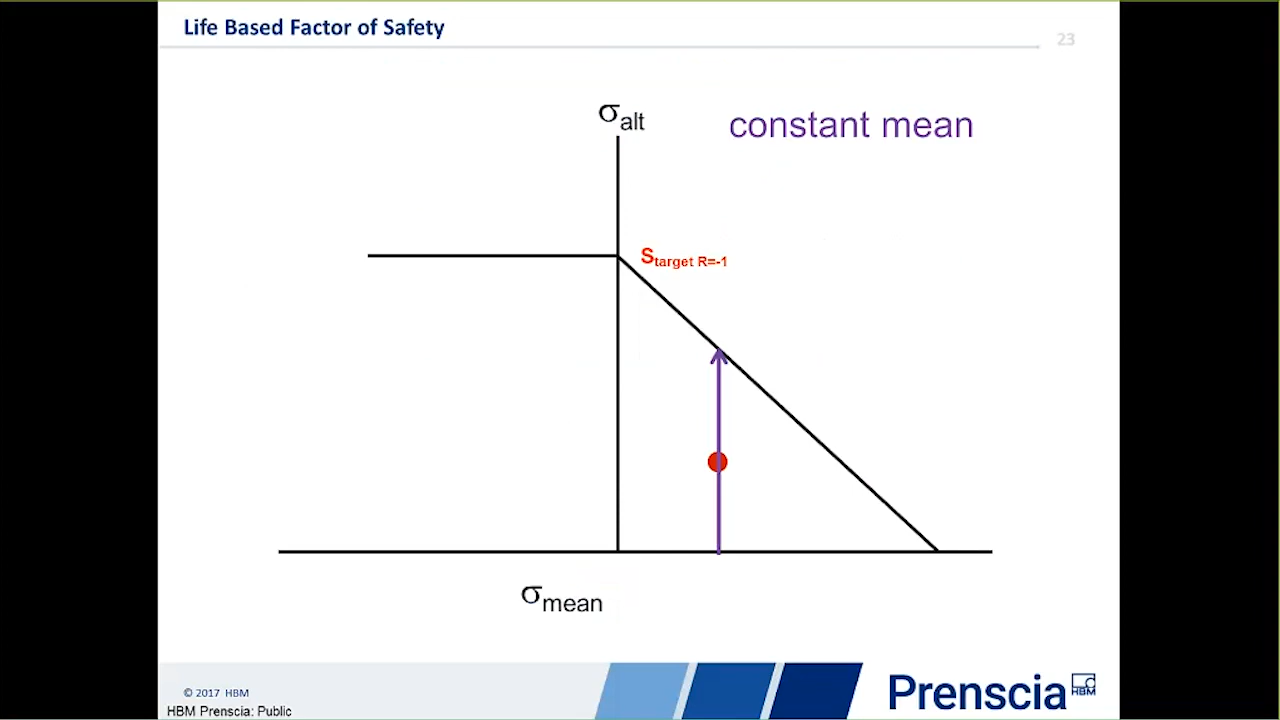 Life Based Factor of Safety
23
σalt
constant mean
Starget R=-1
σmean
© 2017 HBM
HBM Prenscia: Public
Prenscia
HBM